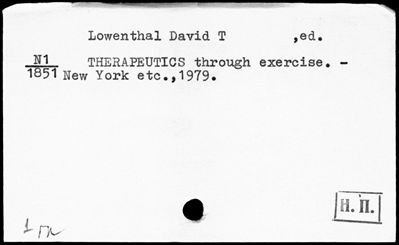 Lowenthal David T ,ed.
N1 THERAPEUTICS through exercise. -
1851 New York etc.,1979.
Н. П.